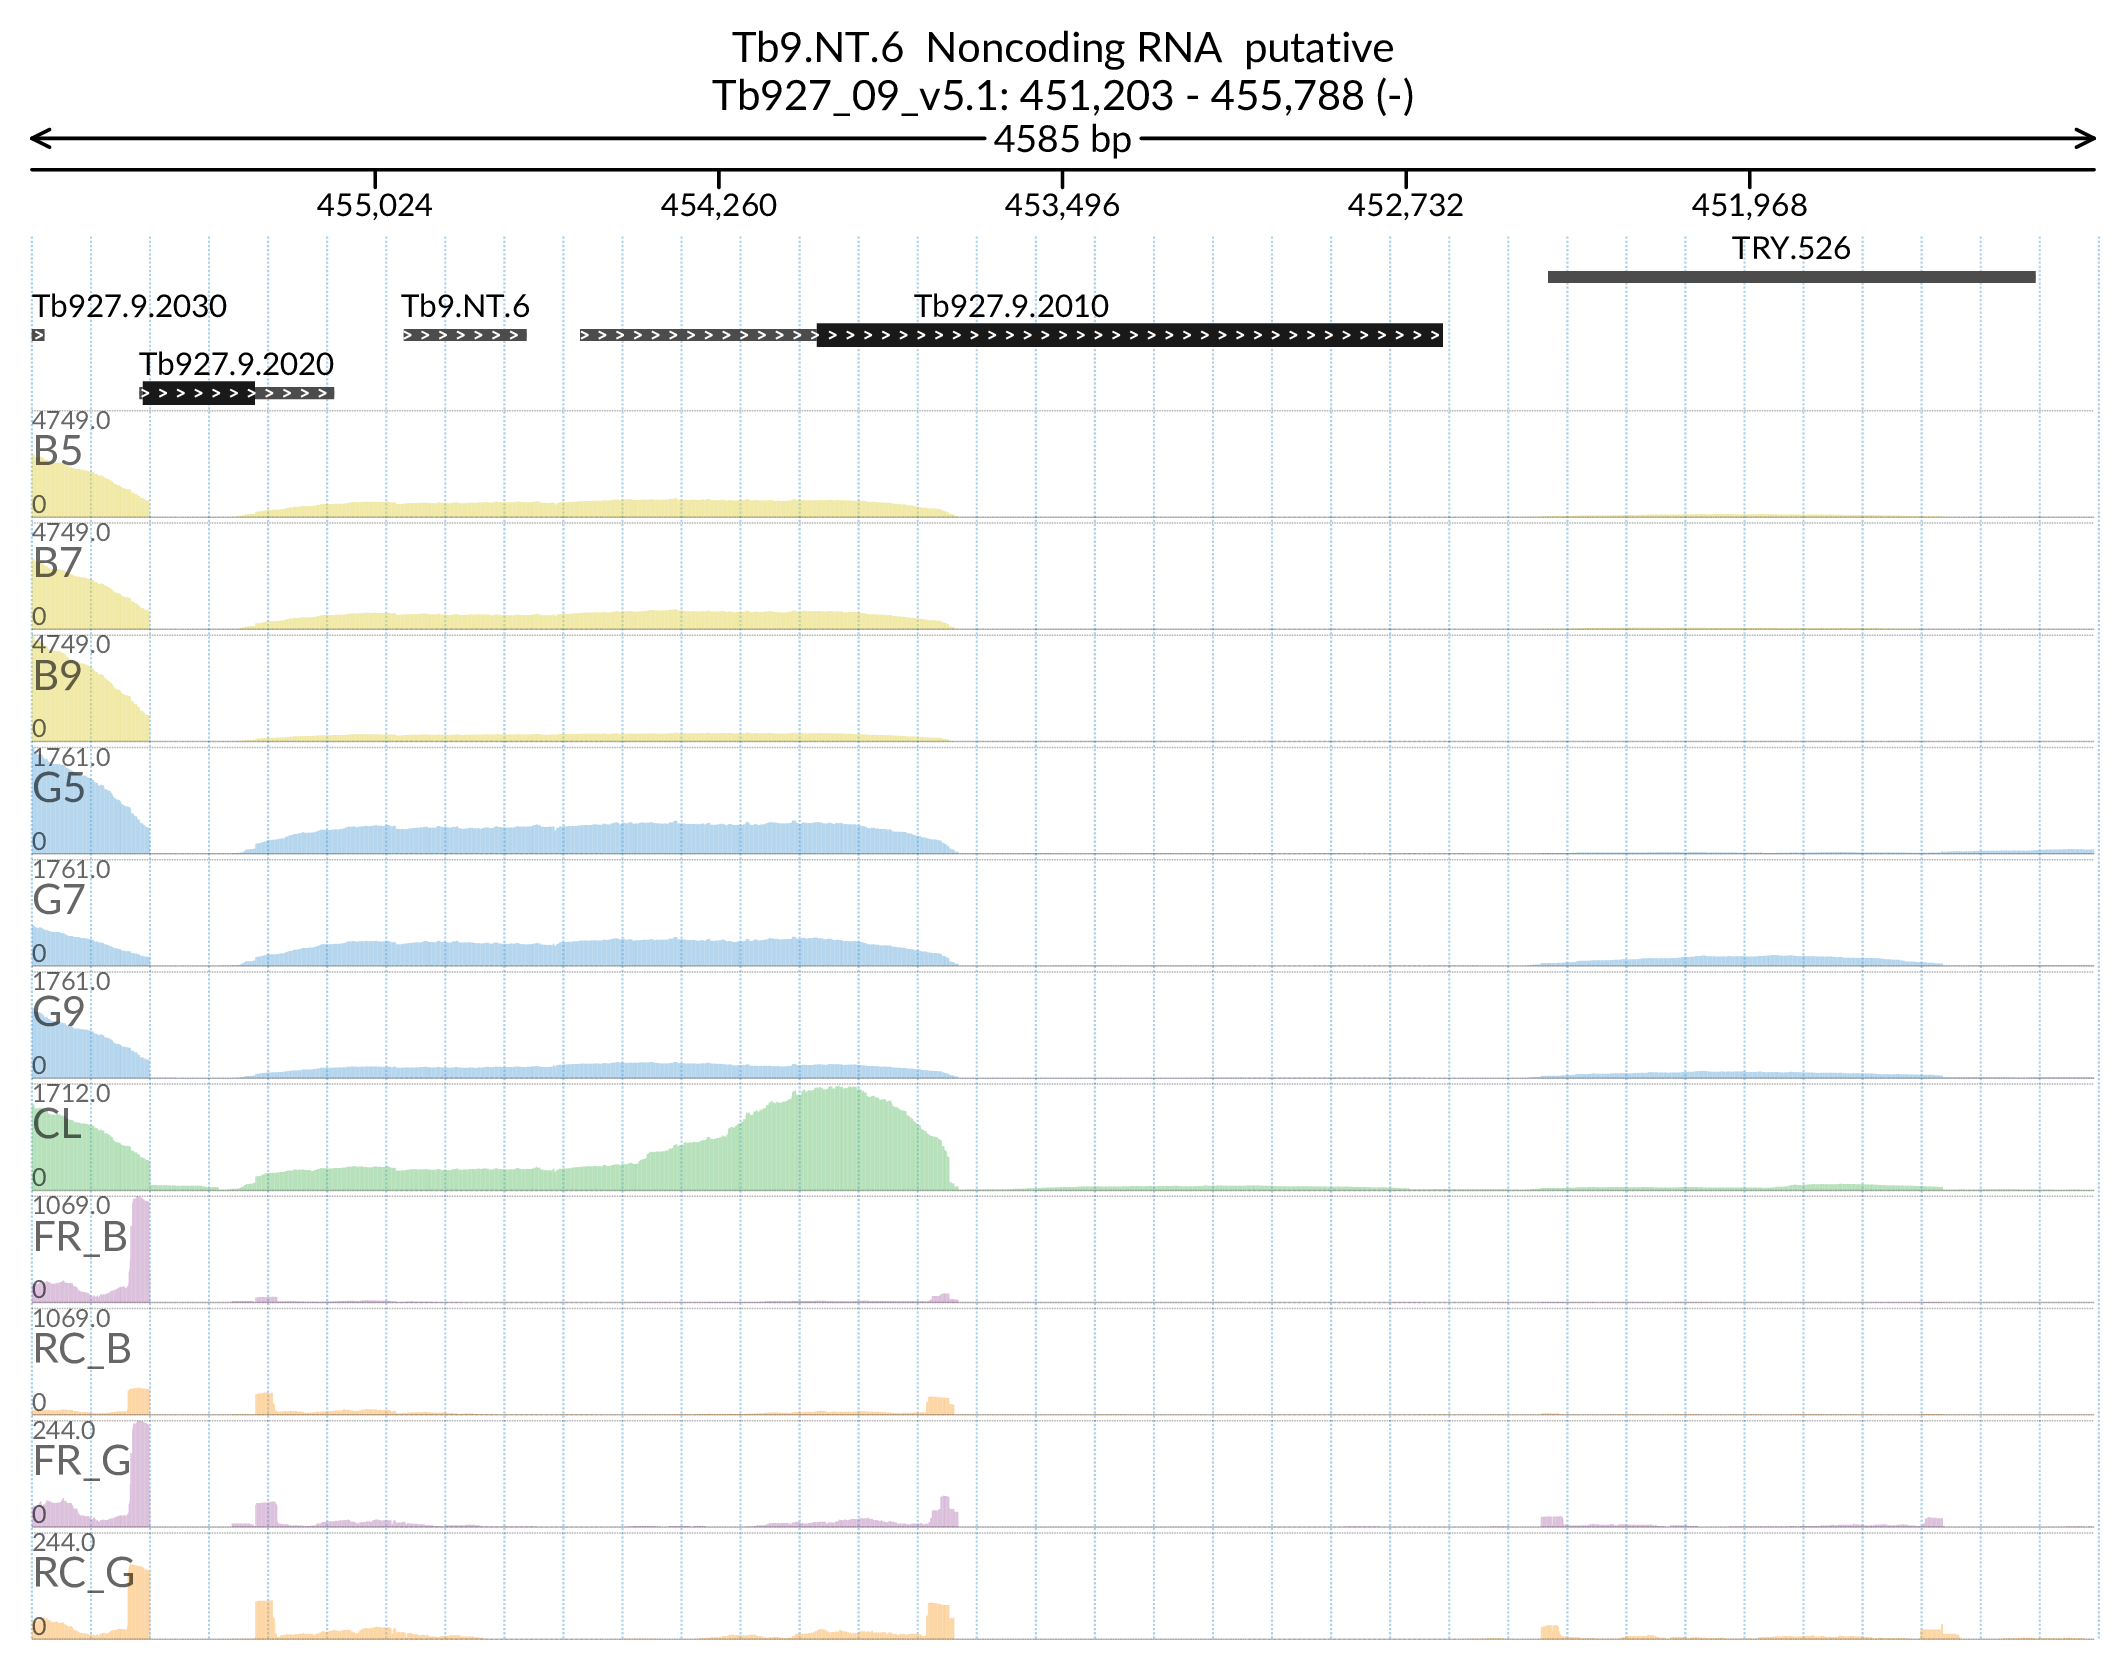 Tb9.NT.6 Noncoding RNA putative
Tb927_09_v5.1: 451,203 - 455,788 (-)
4585 bp
455,024 454,260 453,496 452,732 451,968
TRY.526
Tb927.9.2030 Tb9.NT.6 Tb927.9.2010
Tb927.9.2020
4749.0
B5
0
4749.0
B7
0
4749.0
B9
0
1761.0
G5
0
1761.0
G7
0
1761.0
G9
0
1712.0
CL
0
1069.0
FR_B
0
1069.0
RC_B
0
244.0
FR_G
0
244.0
RC_G
0